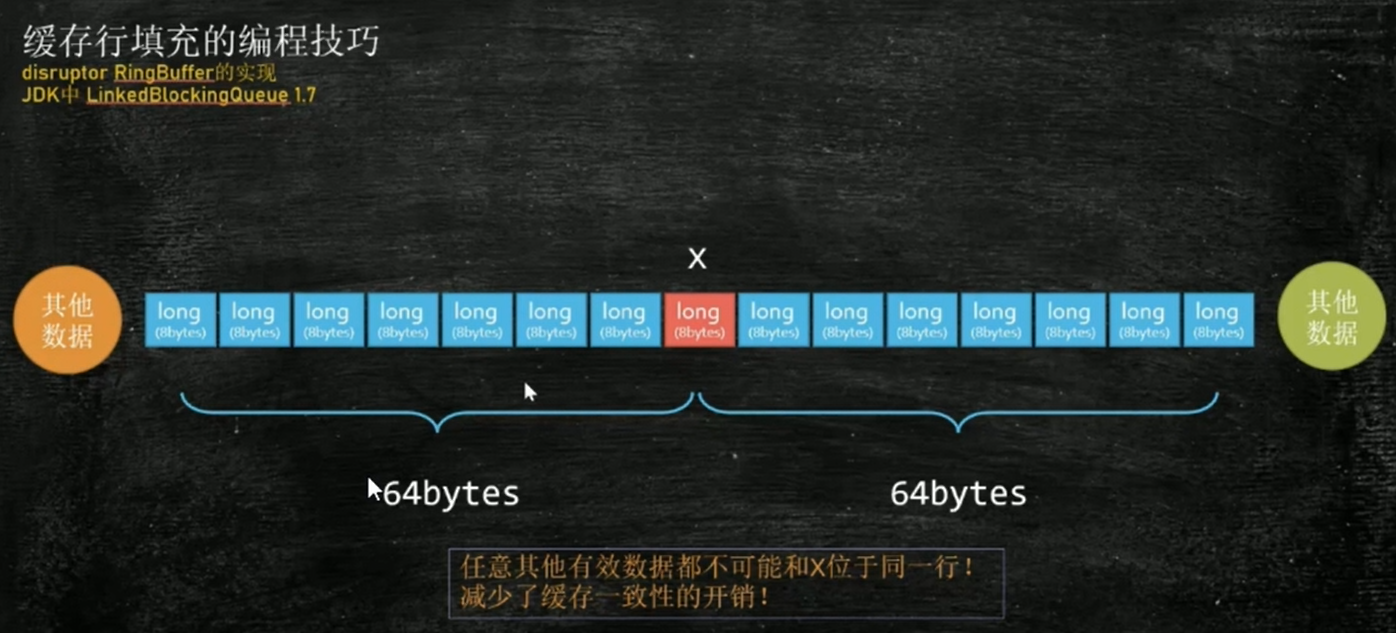 缓存行填充的编程技巧
disruptor RingBuffer的实现
JDK中 LinkedBlockingQueue 1.7
X
其他
数据
long long long long long long long long long long long long long long long
(8bytes) (8bytes) (8bytes) (8bytes) (8bytes) (8bytes) (8bytes) (8bytes) (8bytes) (8bytes) (8bytes) (8bytes) (8bytes) (8bytes) (8bytes)
其他
数据
64bytes 64bytes
任意其他有效数据都不可能和X位于同一行！
减少了缓存一致性的开销！